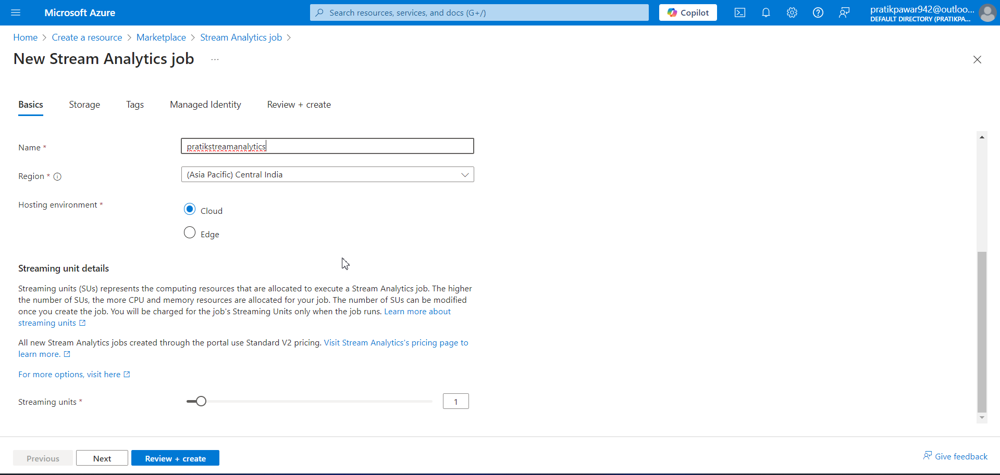 Microsoft Azure
Search resources, services, and docs (G+/)
Copilot
pratikpawar942@outloo...
DEFAULT DIRECTORY (PRATIKPA...
Home > Create a resource > Marketplace > Stream Analytics job >
New Stream Analytics job ...
Basics Storage Tags Managed Identity Review + create
Name *
pratikstreamanalytics
Region *
(Asia Pacific) Central India
Hosting environment *
Cloud
Edge
Streaming unit details
Streaming units (SUs) represents the computing resources that are allocated to execute a Stream Analytics job. The higher
the number of SUs, the more CPU and memory resources are allocated for your job. The number of SUs can be modified
once you create the job. You will be charged for the job's Streaming Units only when the job runs. Learn more about
streaming units
All new Stream Analytics jobs created through the portal use Standard V2 pricing. Visit Stream Analytics's pricing page to
learn more.
For more options, visit here
Streaming units *
1
Previous
Next
Review + create
Give feedback